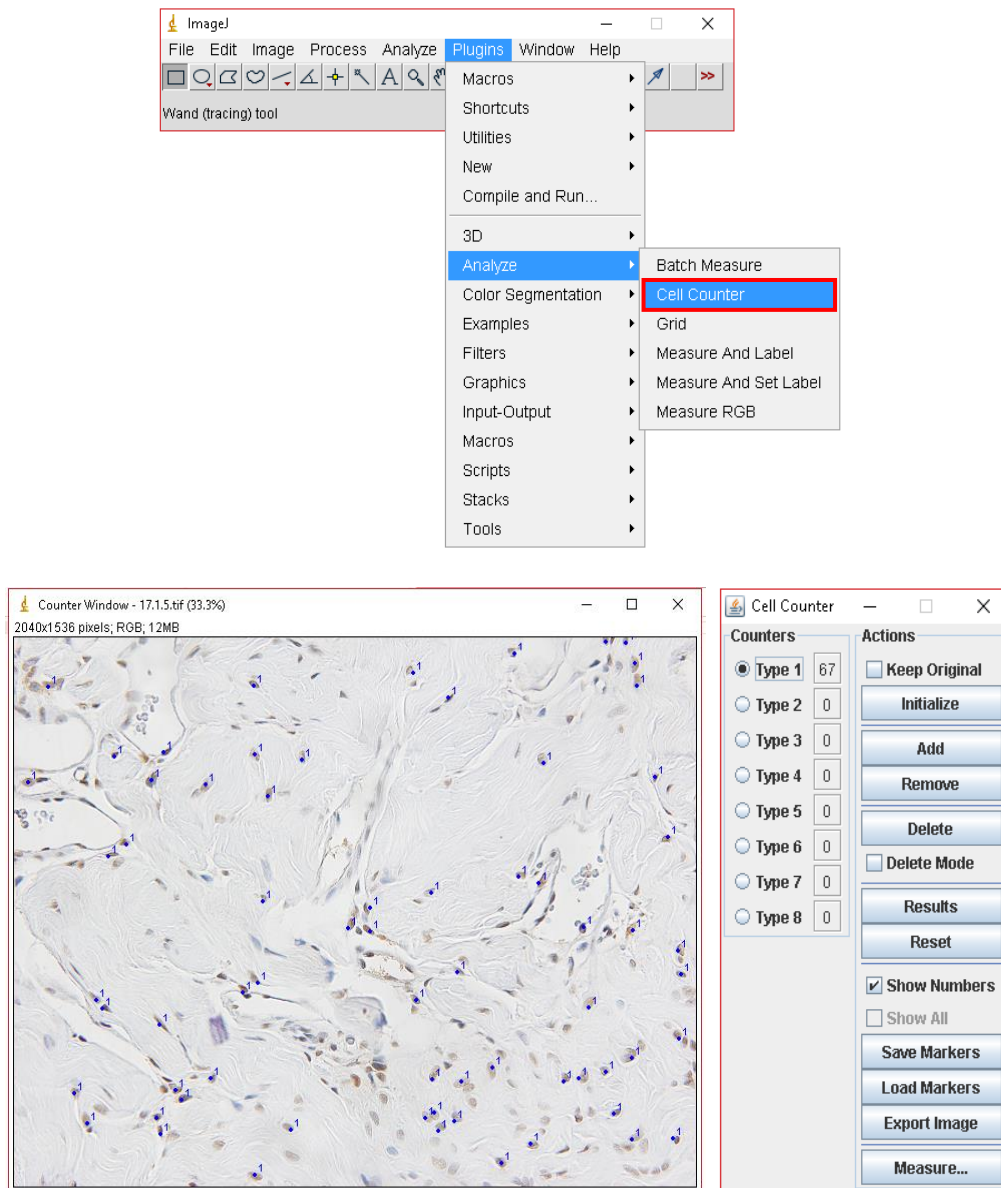 ImageJ
File Edit Image Process Analyze Plugins Window Help
A >>
Wand (tracing) tool
Macros
Shortcuts
Utilities
New
Compile and Run...
3D
Analyze
Color Segmentation
Examples
Filters
Graphics
Input-Output
Macros
Scripts
Stacks
Tools
Batch Measure
Cell Counter
Grid
Measure And Label
Measure And Set Label
Measure RGB
Counter Window - 17.1.5.tif (33.3%)
2040x1536 pixels; RGB; 12MB
Cell Counter
Counters
Type 1 67
Type 2 0
Type 3 0
Type 4 0
Type 5 0
Type 6 0
Type 7 0
Type 8 0
Actions
Keep Original
Initialize
Add
Remove
Delete
Delete Mode
Results
Reset
Show Numbers
Show All
Save Markers
Load Markers
Export Image
Measure...